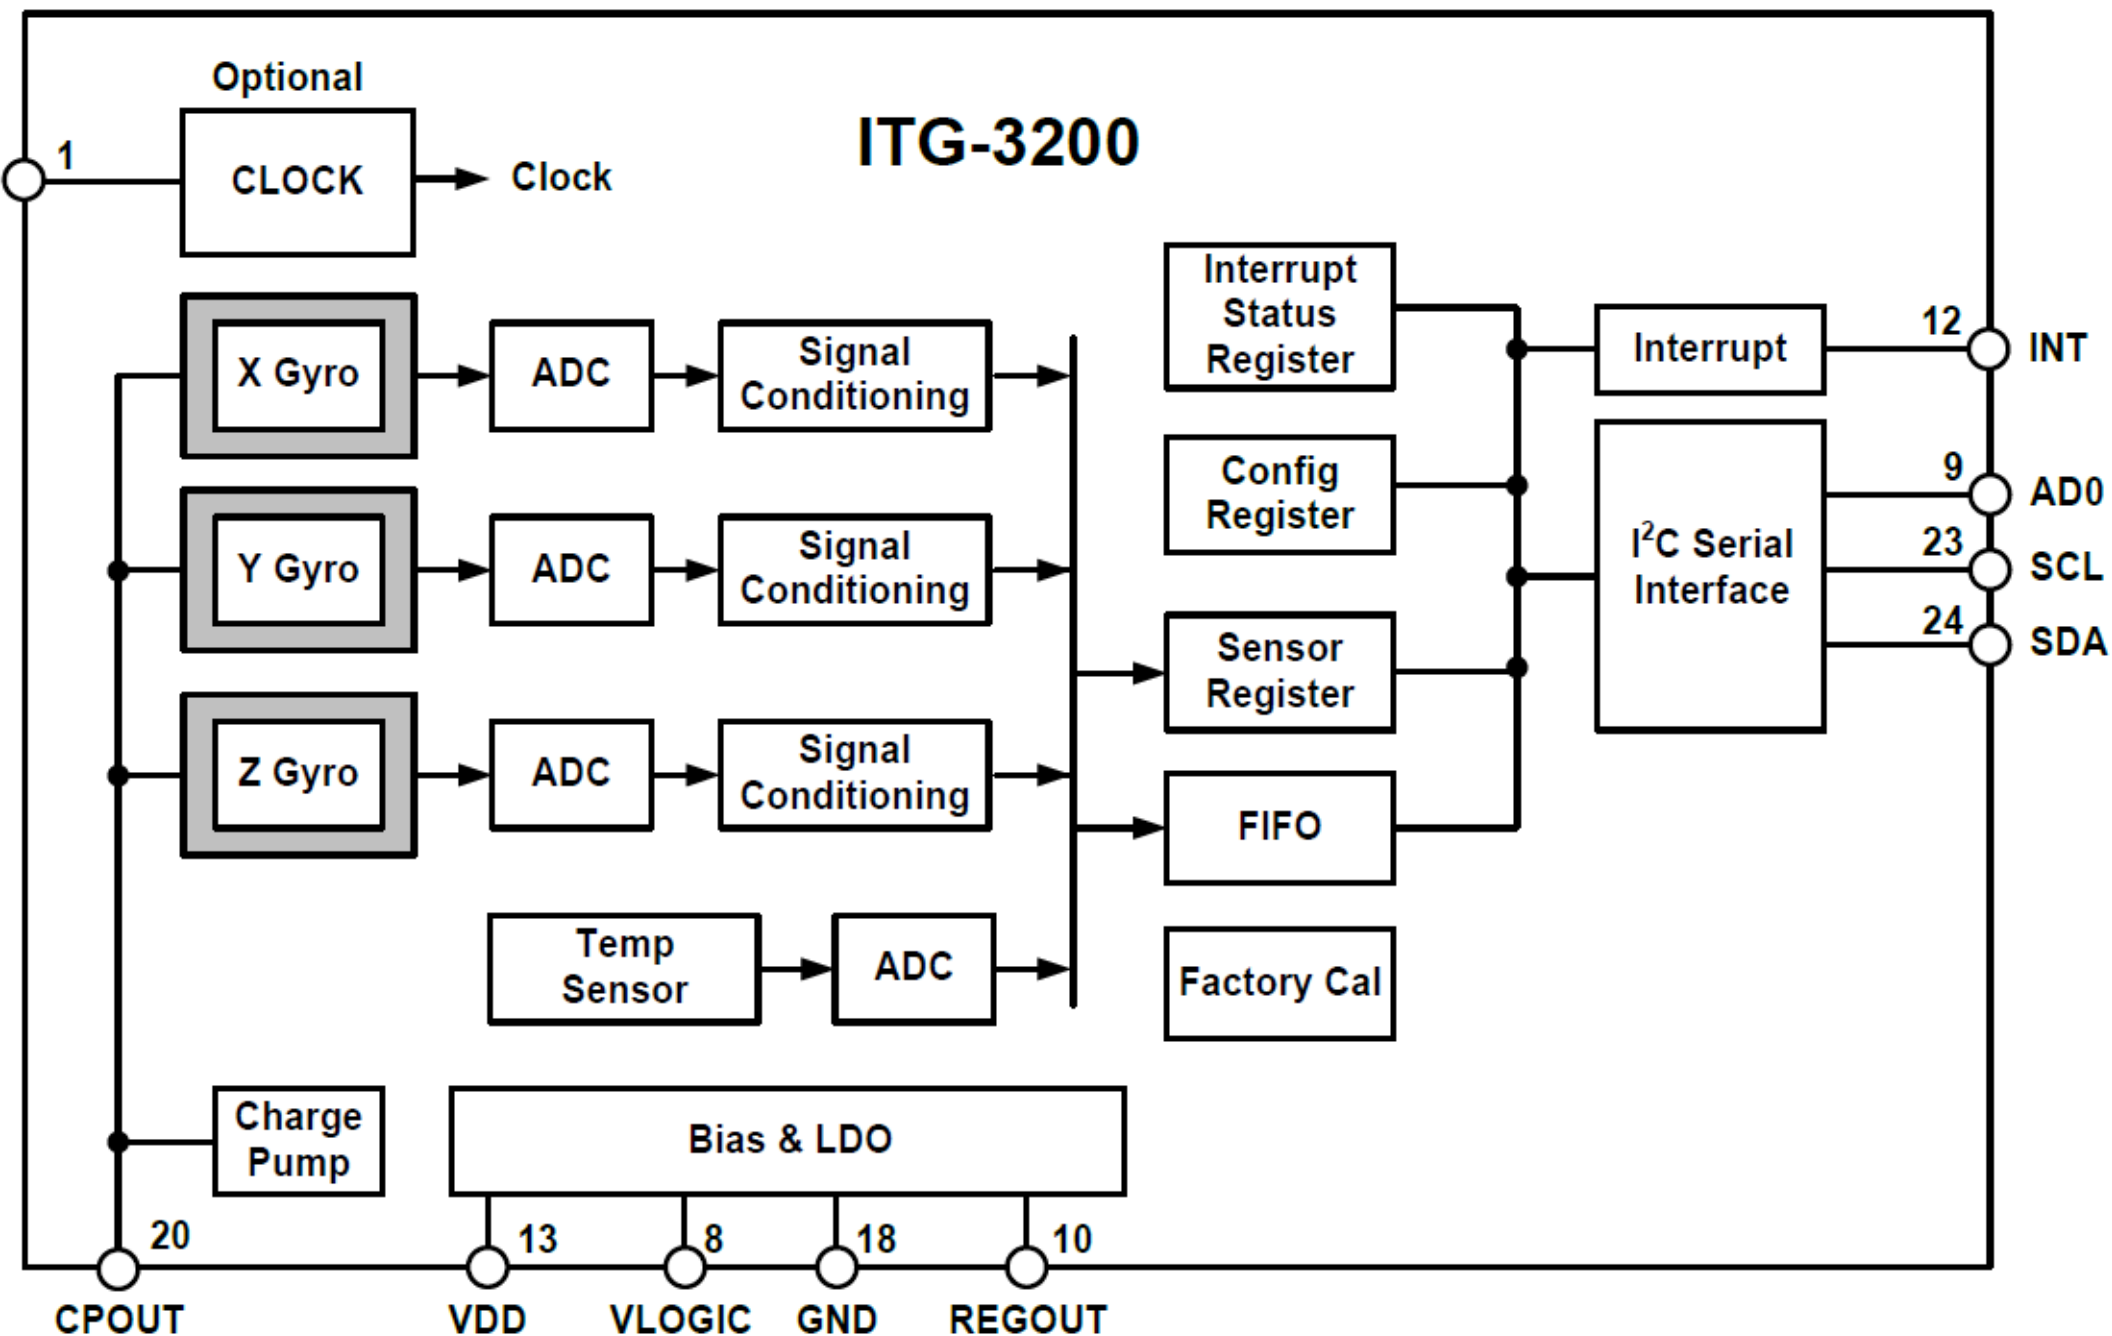 Optional
ITG-3200
1
CLOCK
Clock
Interrupt
Status
Register
12
Interrupt
INT
X Gyro
ADC
Signal
Conditioning
Config
Register
9
AD0
Y Gyro
ADC
Signal
Conditioning
I²C Serial
Interface
23
SCL
24
SDA
Sensor
Register
Z Gyro
ADC
Signal
Conditioning
FIFO
Temp
Sensor
ADC
Factory Cal
Charge
Pump
Bias & LDO
20
13
8
18
10
CPOUT
VDD
VLOGIC
GND
REGOUT